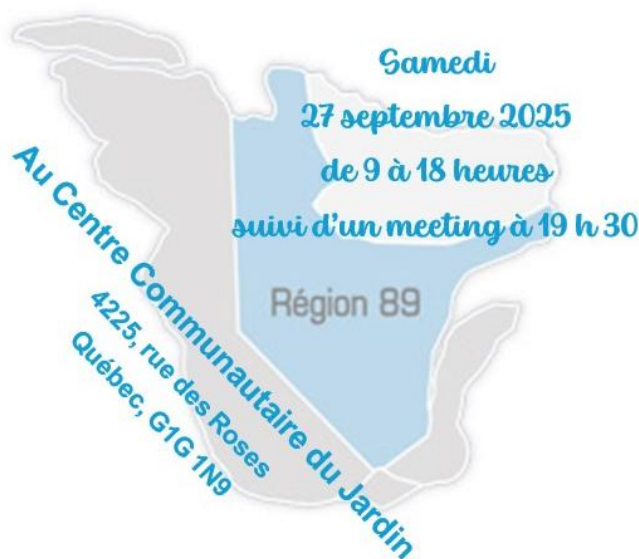 Samedi
27 septembre 2025
de 9 à 18 heures
suivi d'un meeting à 19 h 30
Région 89
Au Centre Communautaire du Jardin
4225, rue des Roses
Québec, G1G 1N9